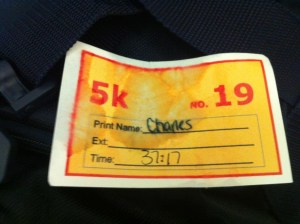 5k NO. 19
Print Name: Charles
Ext:
Time: 37:17